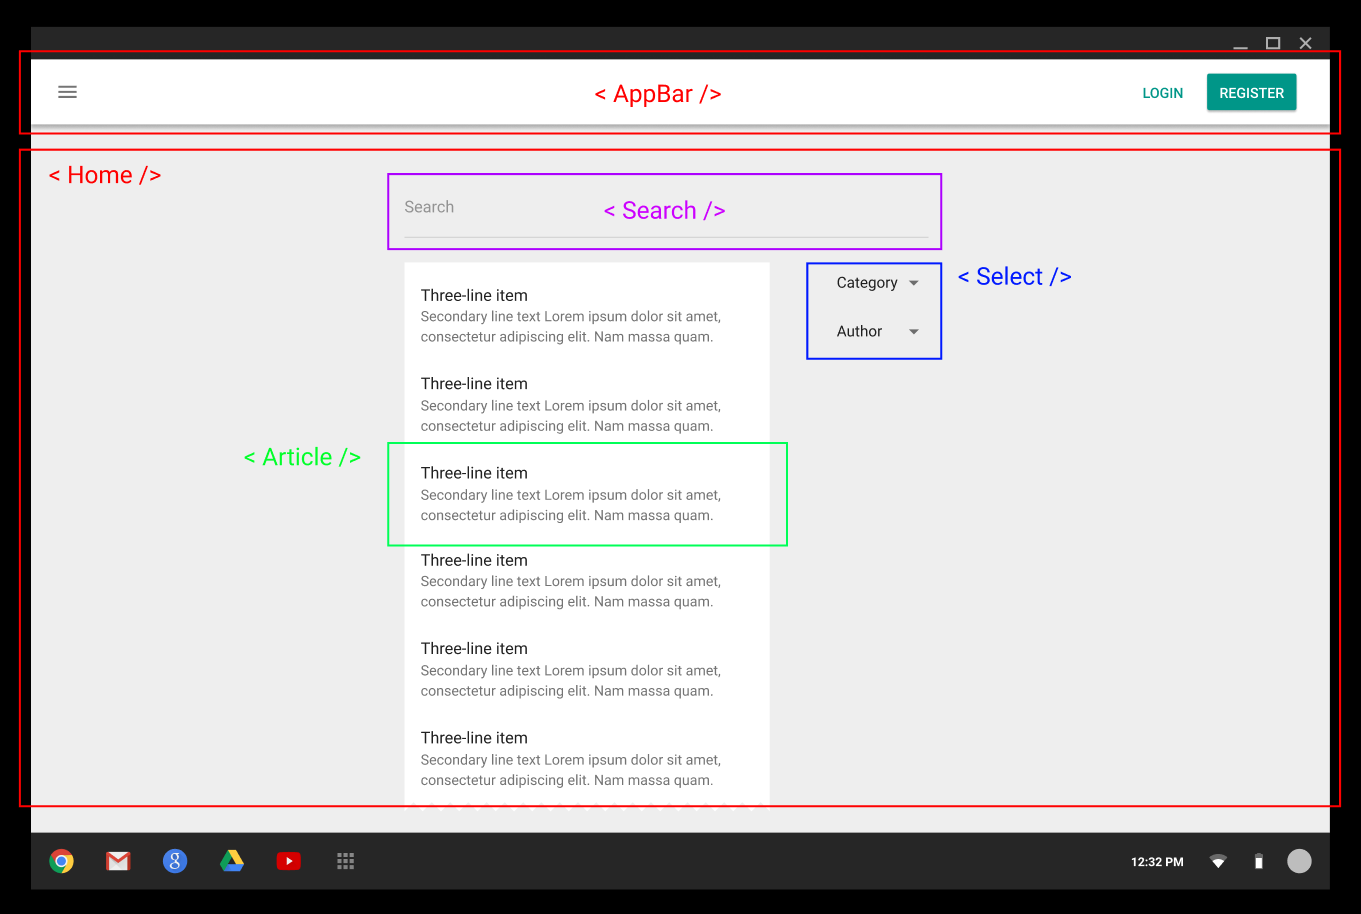 < AppBar />
LOGIN
REGISTER
< Home />
Search
< Search />
Three-line item
Secondary line text Lorem ipsum dolor sit amet,
consectetur adipiscing elit. Nam massa quam.
Category
< Select />
Author
Three-line item
Secondary line text Lorem ipsum dolor sit amet,
consectetur adipiscing elit. Nam massa quam.
< Article />
Three-line item
Secondary line text Lorem ipsum dolor sit amet,
consectetur adipiscing elit. Nam massa quam.
Three-line item
Secondary line text Lorem ipsum dolor sit amet,
consectetur adipiscing elit. Nam massa quam.
Three-line item
Secondary line text Lorem ipsum dolor sit amet,
consectetur adipiscing elit. Nam massa quam.
Three-line item
Secondary line text Lorem ipsum dolor sit amet,
consectetur adipiscing elit. Nam massa quam.
8
12:32 PM